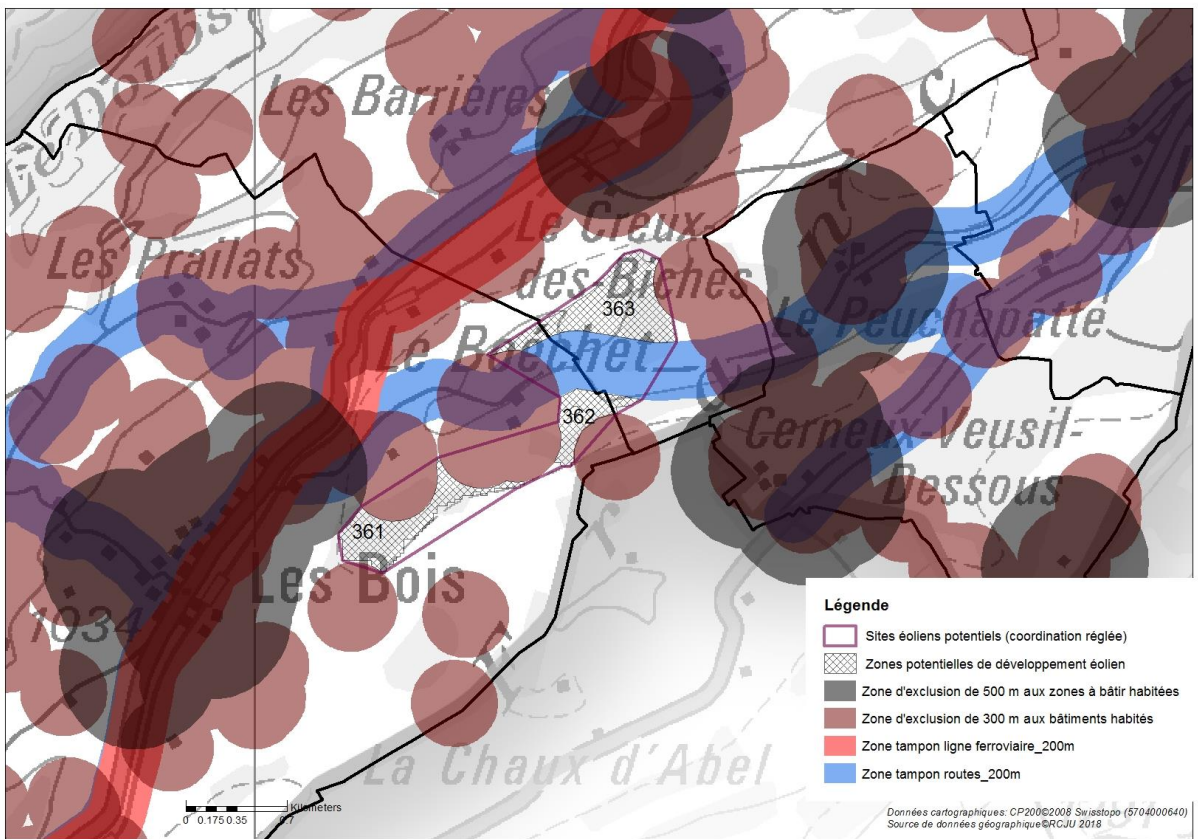 Le Doubs
Les Barrières
Les Prailats
Le Creux
des Biches
363
Le Boéchet
Le Peuchapatte
362
Cerneux-Veusil-
Dessous
361
Les Bois
1034
La Chaux d'Abel
Légende
Sites éoliens potentiels (coordination réglée)
Zones potentielles de développement éolien
Zone d'exclusion de 500 m aux zones à bâtir habitées
Zone d'exclusion de 300 m aux bâtiments habités
Zone tampon ligne ferroviaire_200m
Zone tampon routes_200m
Kilometers
0 0.175 0.35 0.7
Données cartographiques: CP200©2008 Swisstopo (5704000640)
Source de données géographique©RCJU 2018